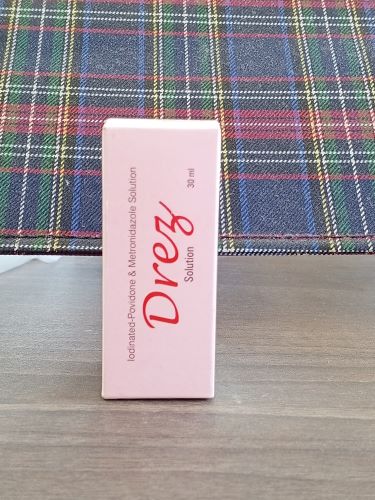 Iodinated-Povidone & Metronidazole Solution
Drez
Solution
30 ml